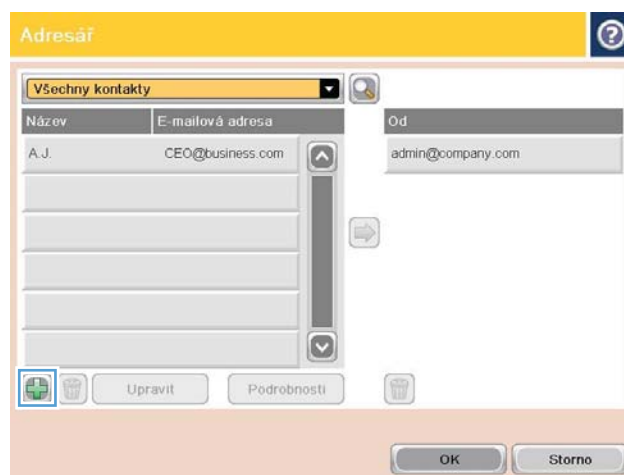 Adresář
Všechny kontakty
Název E-mailová adresa Od
A.J. CEO@business.com admin@company.com
Upravit Podrobnosti
OK Storno